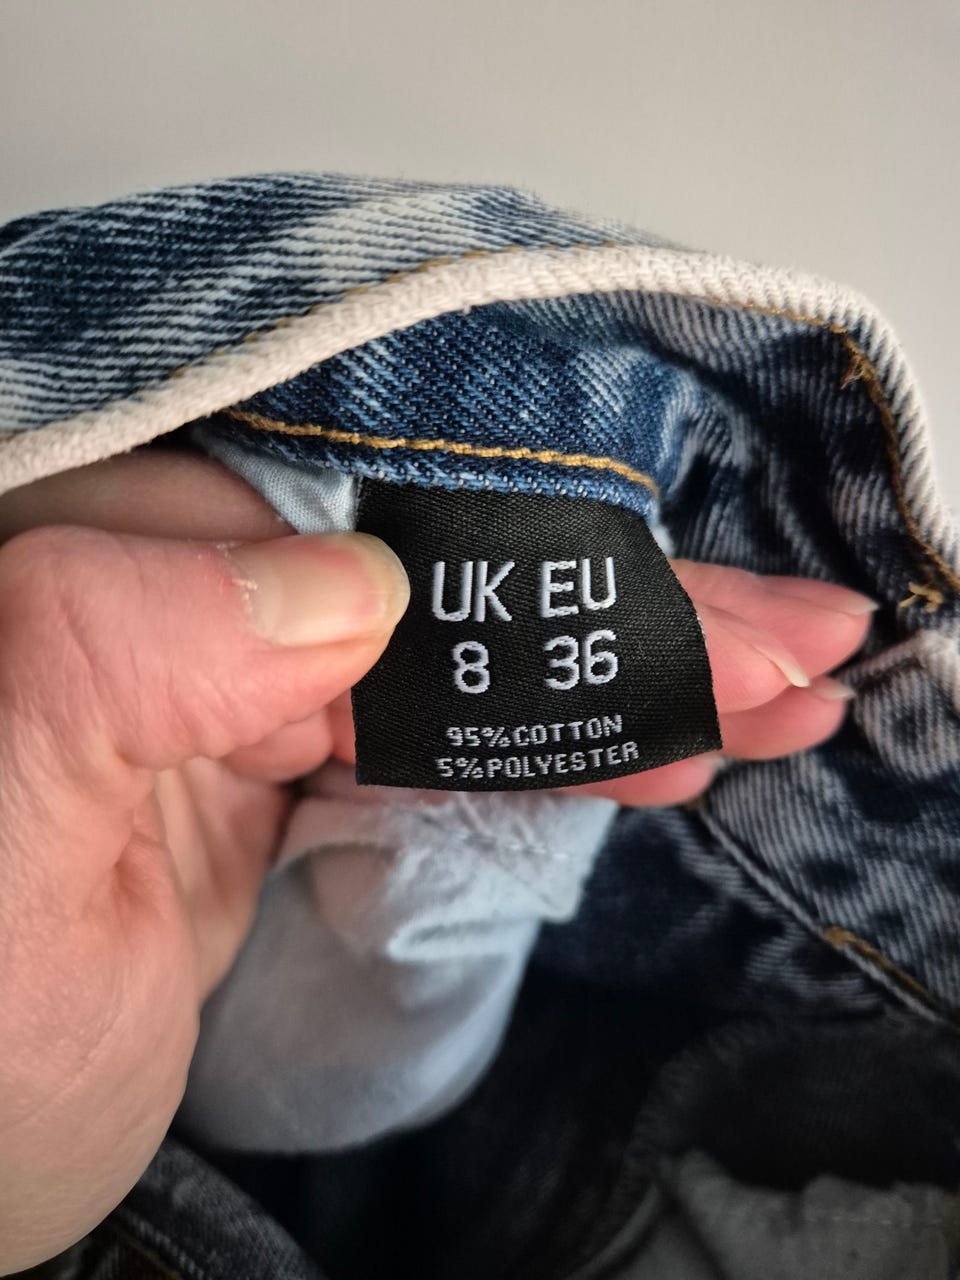 UK EU
8 36
95%COTTON
5%POLYESTER